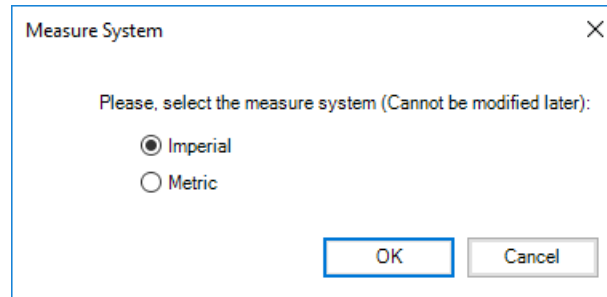 Measure System
Please, select the measure system (Cannot be modified later):
Imperial
Metric
OK Cancel